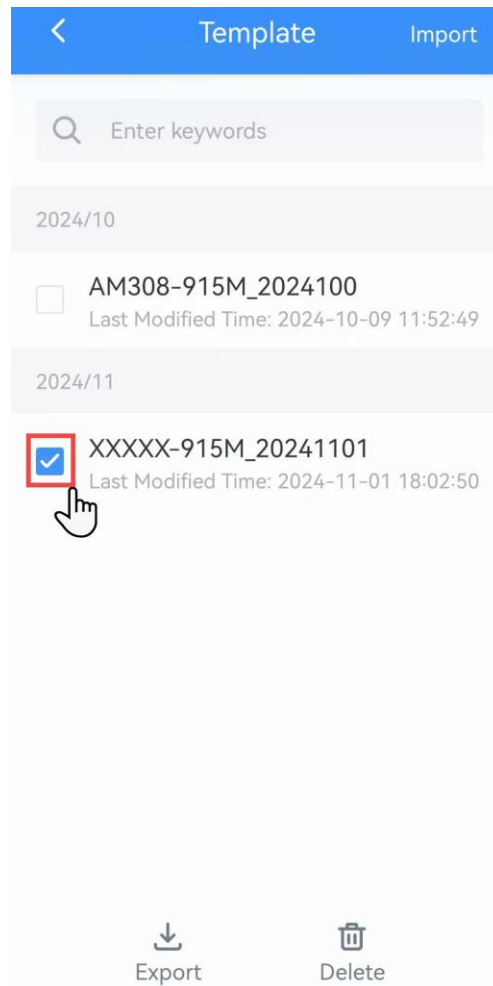 Template Import
Enter keywords
2024/10
AM308-915M_2024100
Last Modified Time: 2024-10-09 11:52:49
2024/11
XXXXX-915M_20241101
Last Modified Time: 2024-11-01 18:02:50
Export Delete